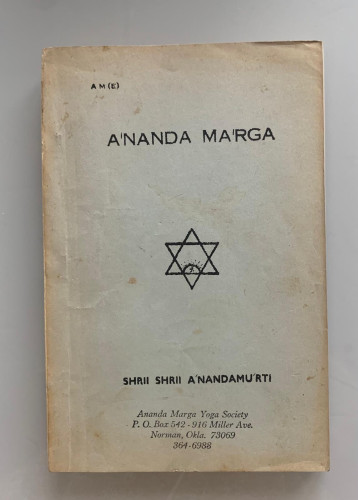 A M (E)
A'NANDA MA'RGA
SHRII SHRII A'NANDAMU'RTI
Ananda Marga Yoga Society
P. O. Box 542 - 916 Miller Ave.
Norman, Okla. 73069
364-6988